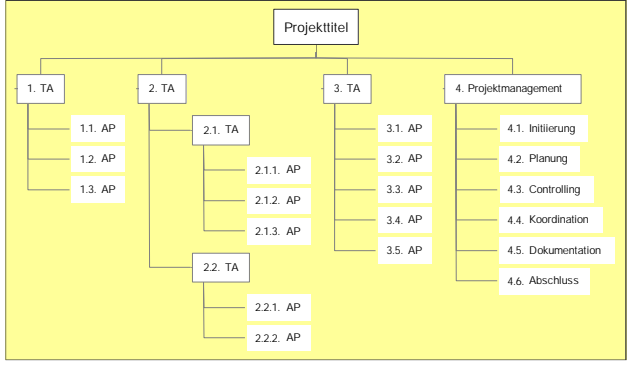 Projekttitel
1. TA
1.1. AP
1.2. AP
1.3. AP
2. TA
2.1. TA
2.1.1. AP
2.1.2. AP
2.1.3. AP
2.2. TA
2.2.1. AP
2.2.2. AP
3. TA
3.1. AP
3.2. AP
3.3. AP
3.4. AP
3.5. AP
4. Projektmanagement
4.1. Initiierung
4.2. Planung
4.3. Controlling
4.4. Koordination
4.5. Dokumentation
4.6. Abschluss